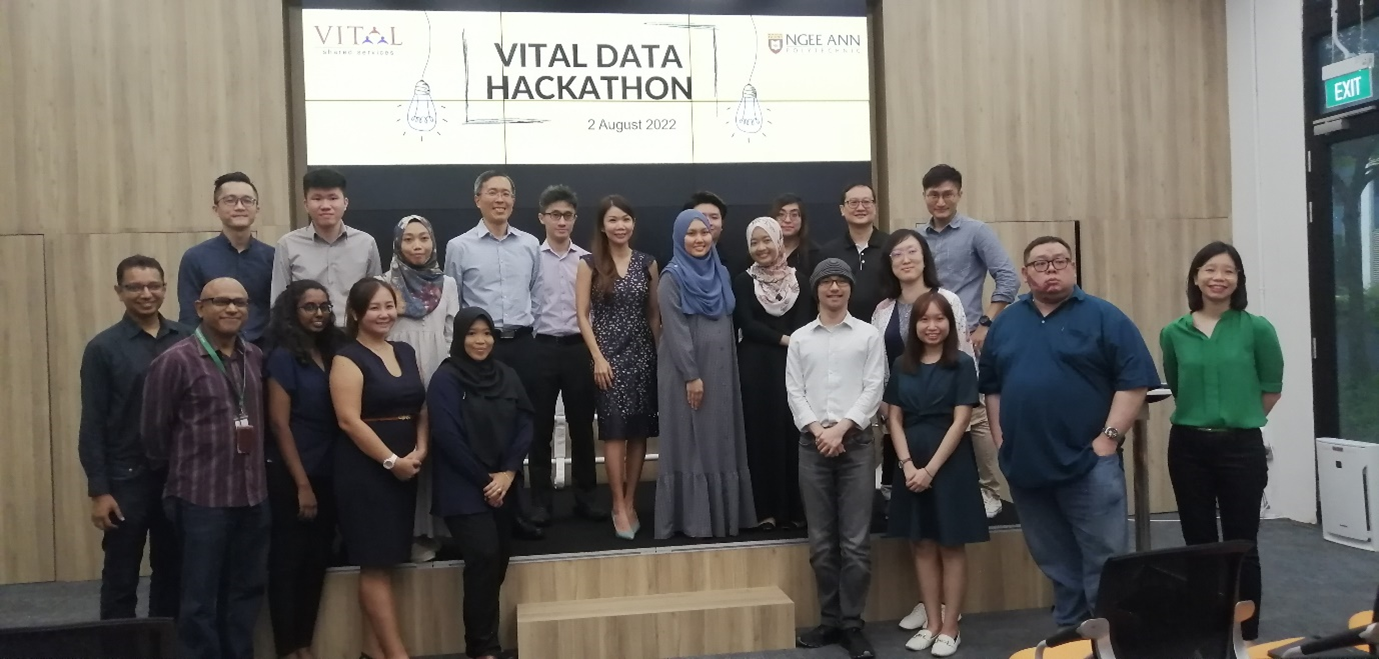 VITAL
shared services
VITAL DATA
HACKATHON
2 August 2022
NGEE ANN
POLYTECHNIC
EXIT